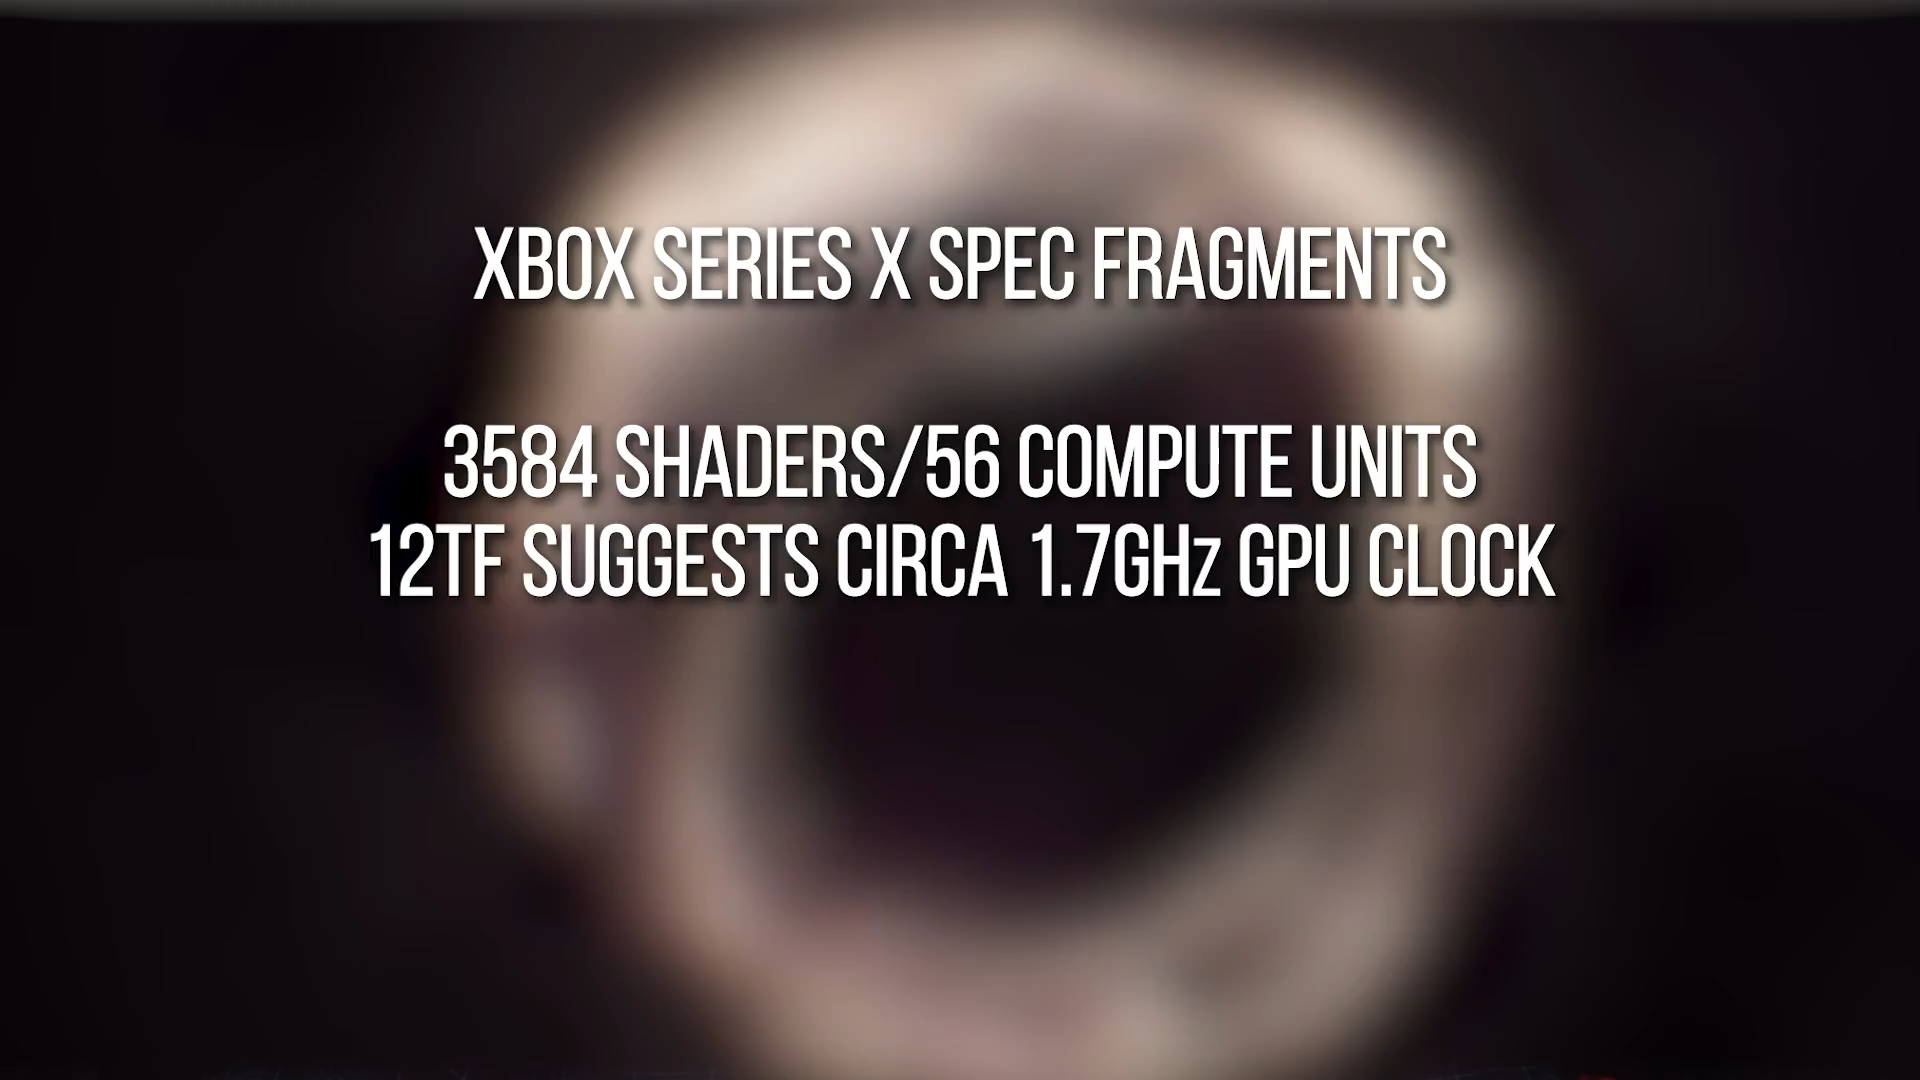 XBOX SERIES X SPEC FRAGMENTS
3584 SHADERS/56 COMPUTE UNITS
12TF SUGGESTS CIRCA 1.7GHz GPU CLOCK